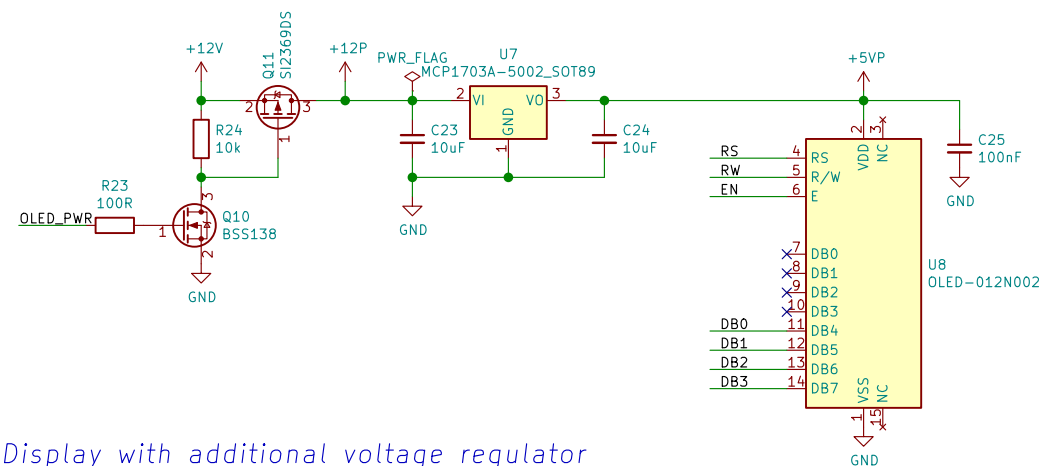 +12V
Q11
SI2369DS
+12P
PWR_FLAG
U7
MCP1703A-5002_SOT89
+5VP
2
3
1
R24
10k
C23
10uF
2
VI
VO
3
GND
1
C24
10uF
2
VDD
3
NC
C25
100nF
GND
R23
100R
OLED_PWR
1
3
2
Q10
BSS138
GND
GND
RS
4
RS
RW
5
R/W
EN
6
E
7
DB0
8
DB1
9
DB2
10
DB3
DB0
11
DB4
DB1
12
DB5
DB2
13
DB6
DB3
14
DB7
U8
OLED-012N002
VSS
1
NC
15
GND
Display with additional voltage regulator